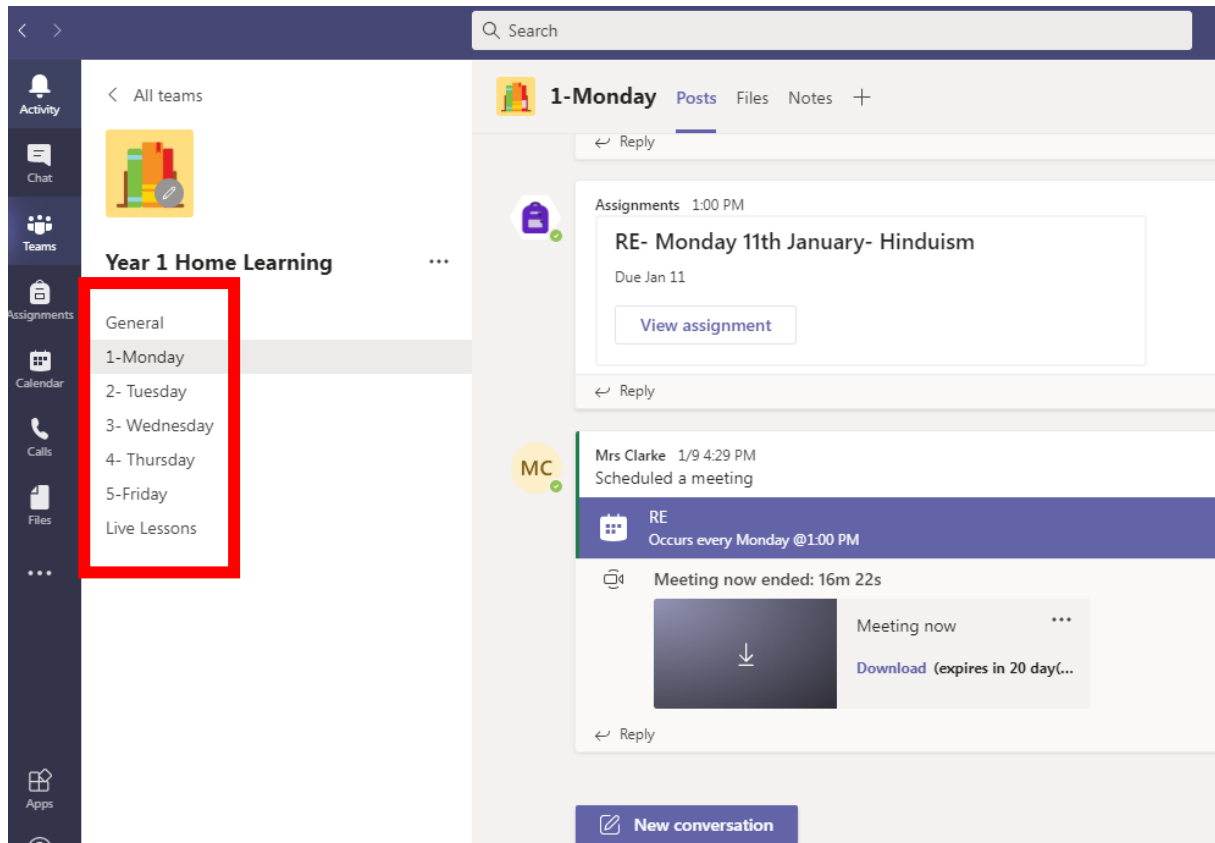 Search
Activity
Chat
Teams
Assignments
Calendar
Calls
Files
Apps
All teams
Year 1 Home Learning
General
1-Monday
2- Tuesday
3- Wednesday
4- Thursday
5-Friday
Live Lessons
1-Monday Posts Files Notes
Reply
Assignments 1:00 PM
RE- Monday 11th January- Hinduism
Due Jan 11
View assignment
Reply
MC
Mrs Clarke 1/9 4:29 PM
Scheduled a meeting
RE
Occurs every Monday @1:00 PM
Meeting now ended: 16m 22s
Meeting now
Download (expires in 20 day(...
Reply
New conversation